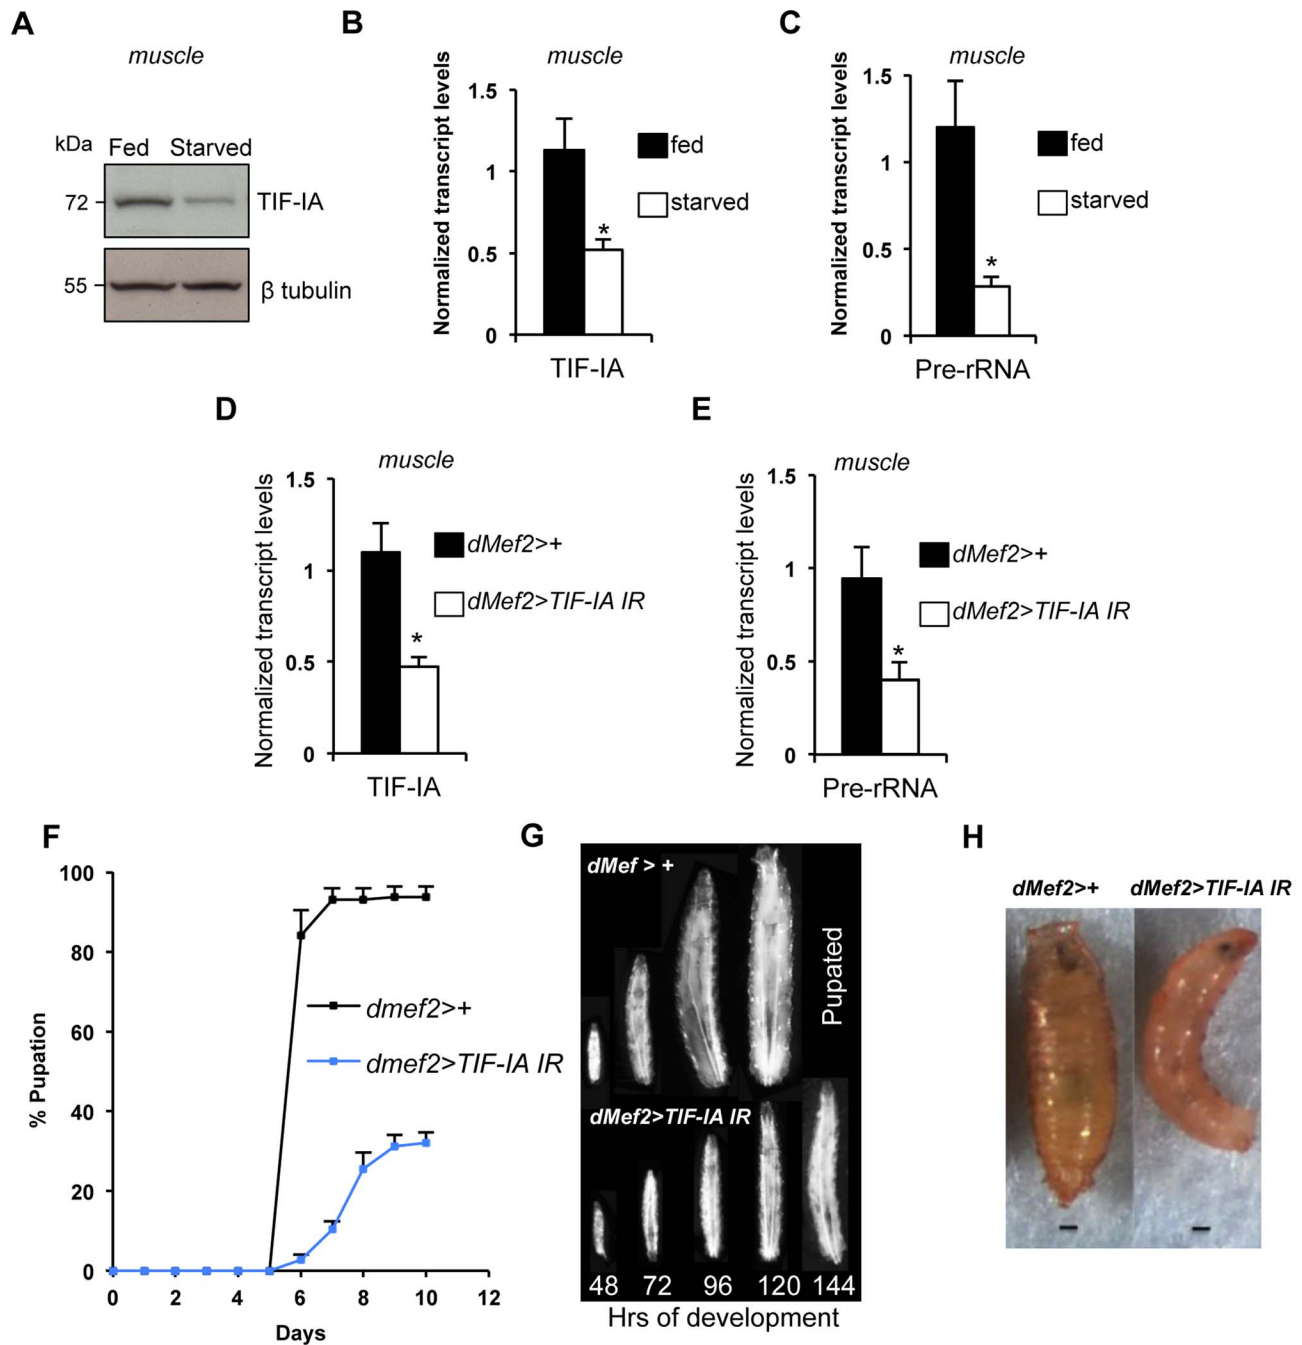 A
muscle
kDa Fed Starved
72 TIF-IA
55 β tubulin
B
muscle
Normalized transcript levels
1.5
1
0.5
0
fed
starved
*
TIF-IA
C
muscle
Normalized transcript levels
1.5
1
0.5
0
fed
starved
*
Pre-rRNA
D
muscle
Normalized transcript levels
1.5
1
0.5
0
dMef2>+
dMef2>TIF-IA IR
*
TIF-IA
E
muscle
Normalized transcript levels
1.5
1
0.5
0
dMef2>+
dMef2>TIF-IA IR
*
Pre-rRNA
F
% Pupation
100
80
60
40
20
0
dmef2>+
dmef2>TIF-IA IR
0 2 4 6 8 10 12
Days
G
dMef > +
Pupated
dMef2>TIF-IA IR
48 72 96 120 144
Hrs of development
H
dMef2>+ dMef2>TIF-IA IR